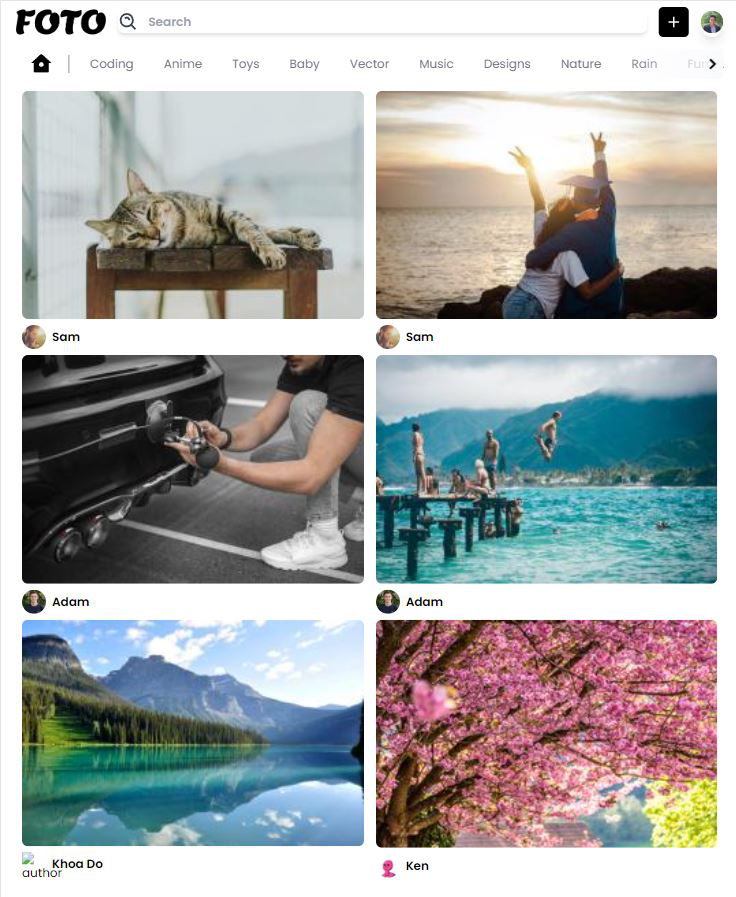 FOTO
Search
Coding Anime Toys Baby Vector Music Designs Nature Rain
Sam
Sam
Adam
Adam
Khoa Do
author
Ken